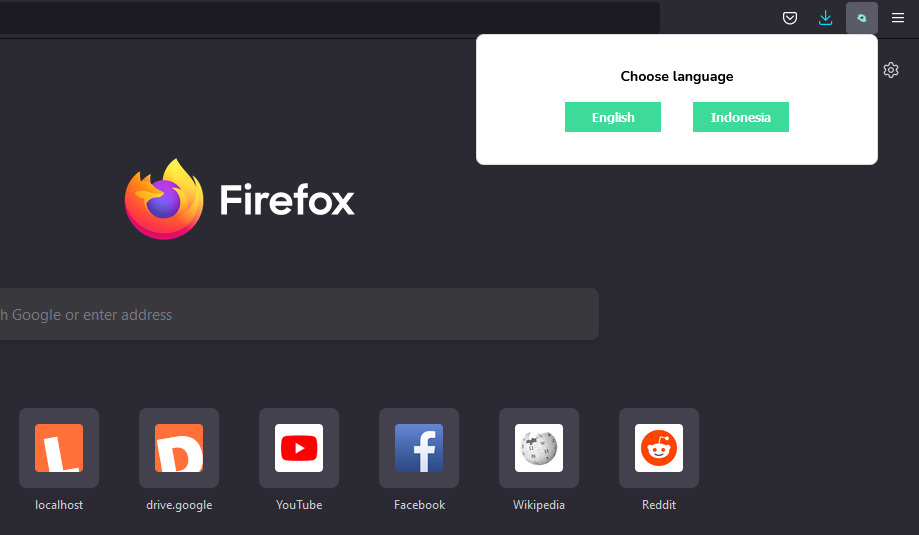 Choose language
English
Indonesia
Firefox
h Google or enter address
L
D
localhost
drive.google
YouTube
Facebook
Wikipedia
Reddit